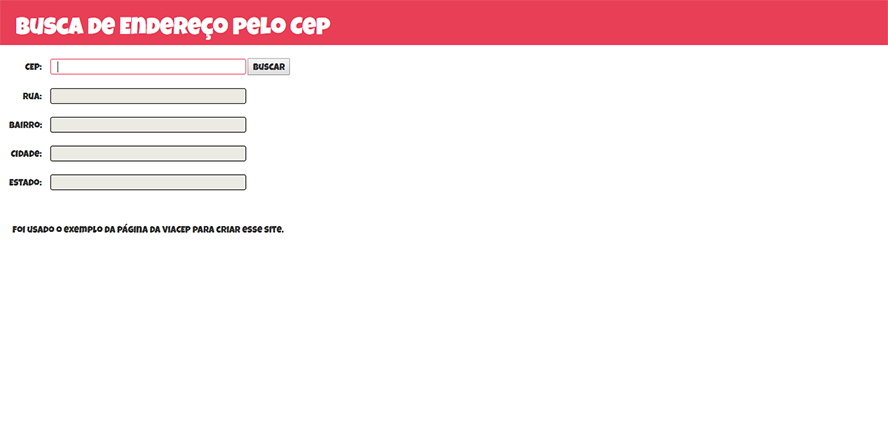 Busca de Endereço pelo Cep
CEP:
Buscar
Rua:
Bairro:
Cidade:
Estado:
Foi usado o exemplo da página da VIACEP para criar esse site.